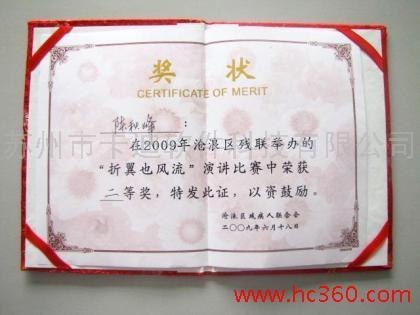 奖状
CERTIFICATE OF MERIT
陈秋峰：
在2009年沧浪区残联举办的
“折翼也风流”演讲比赛中荣获
二等奖，特发此证，以资鼓励。
沧浪区残疾人联合会
二〇〇九年六月十八日
www.hc360.com